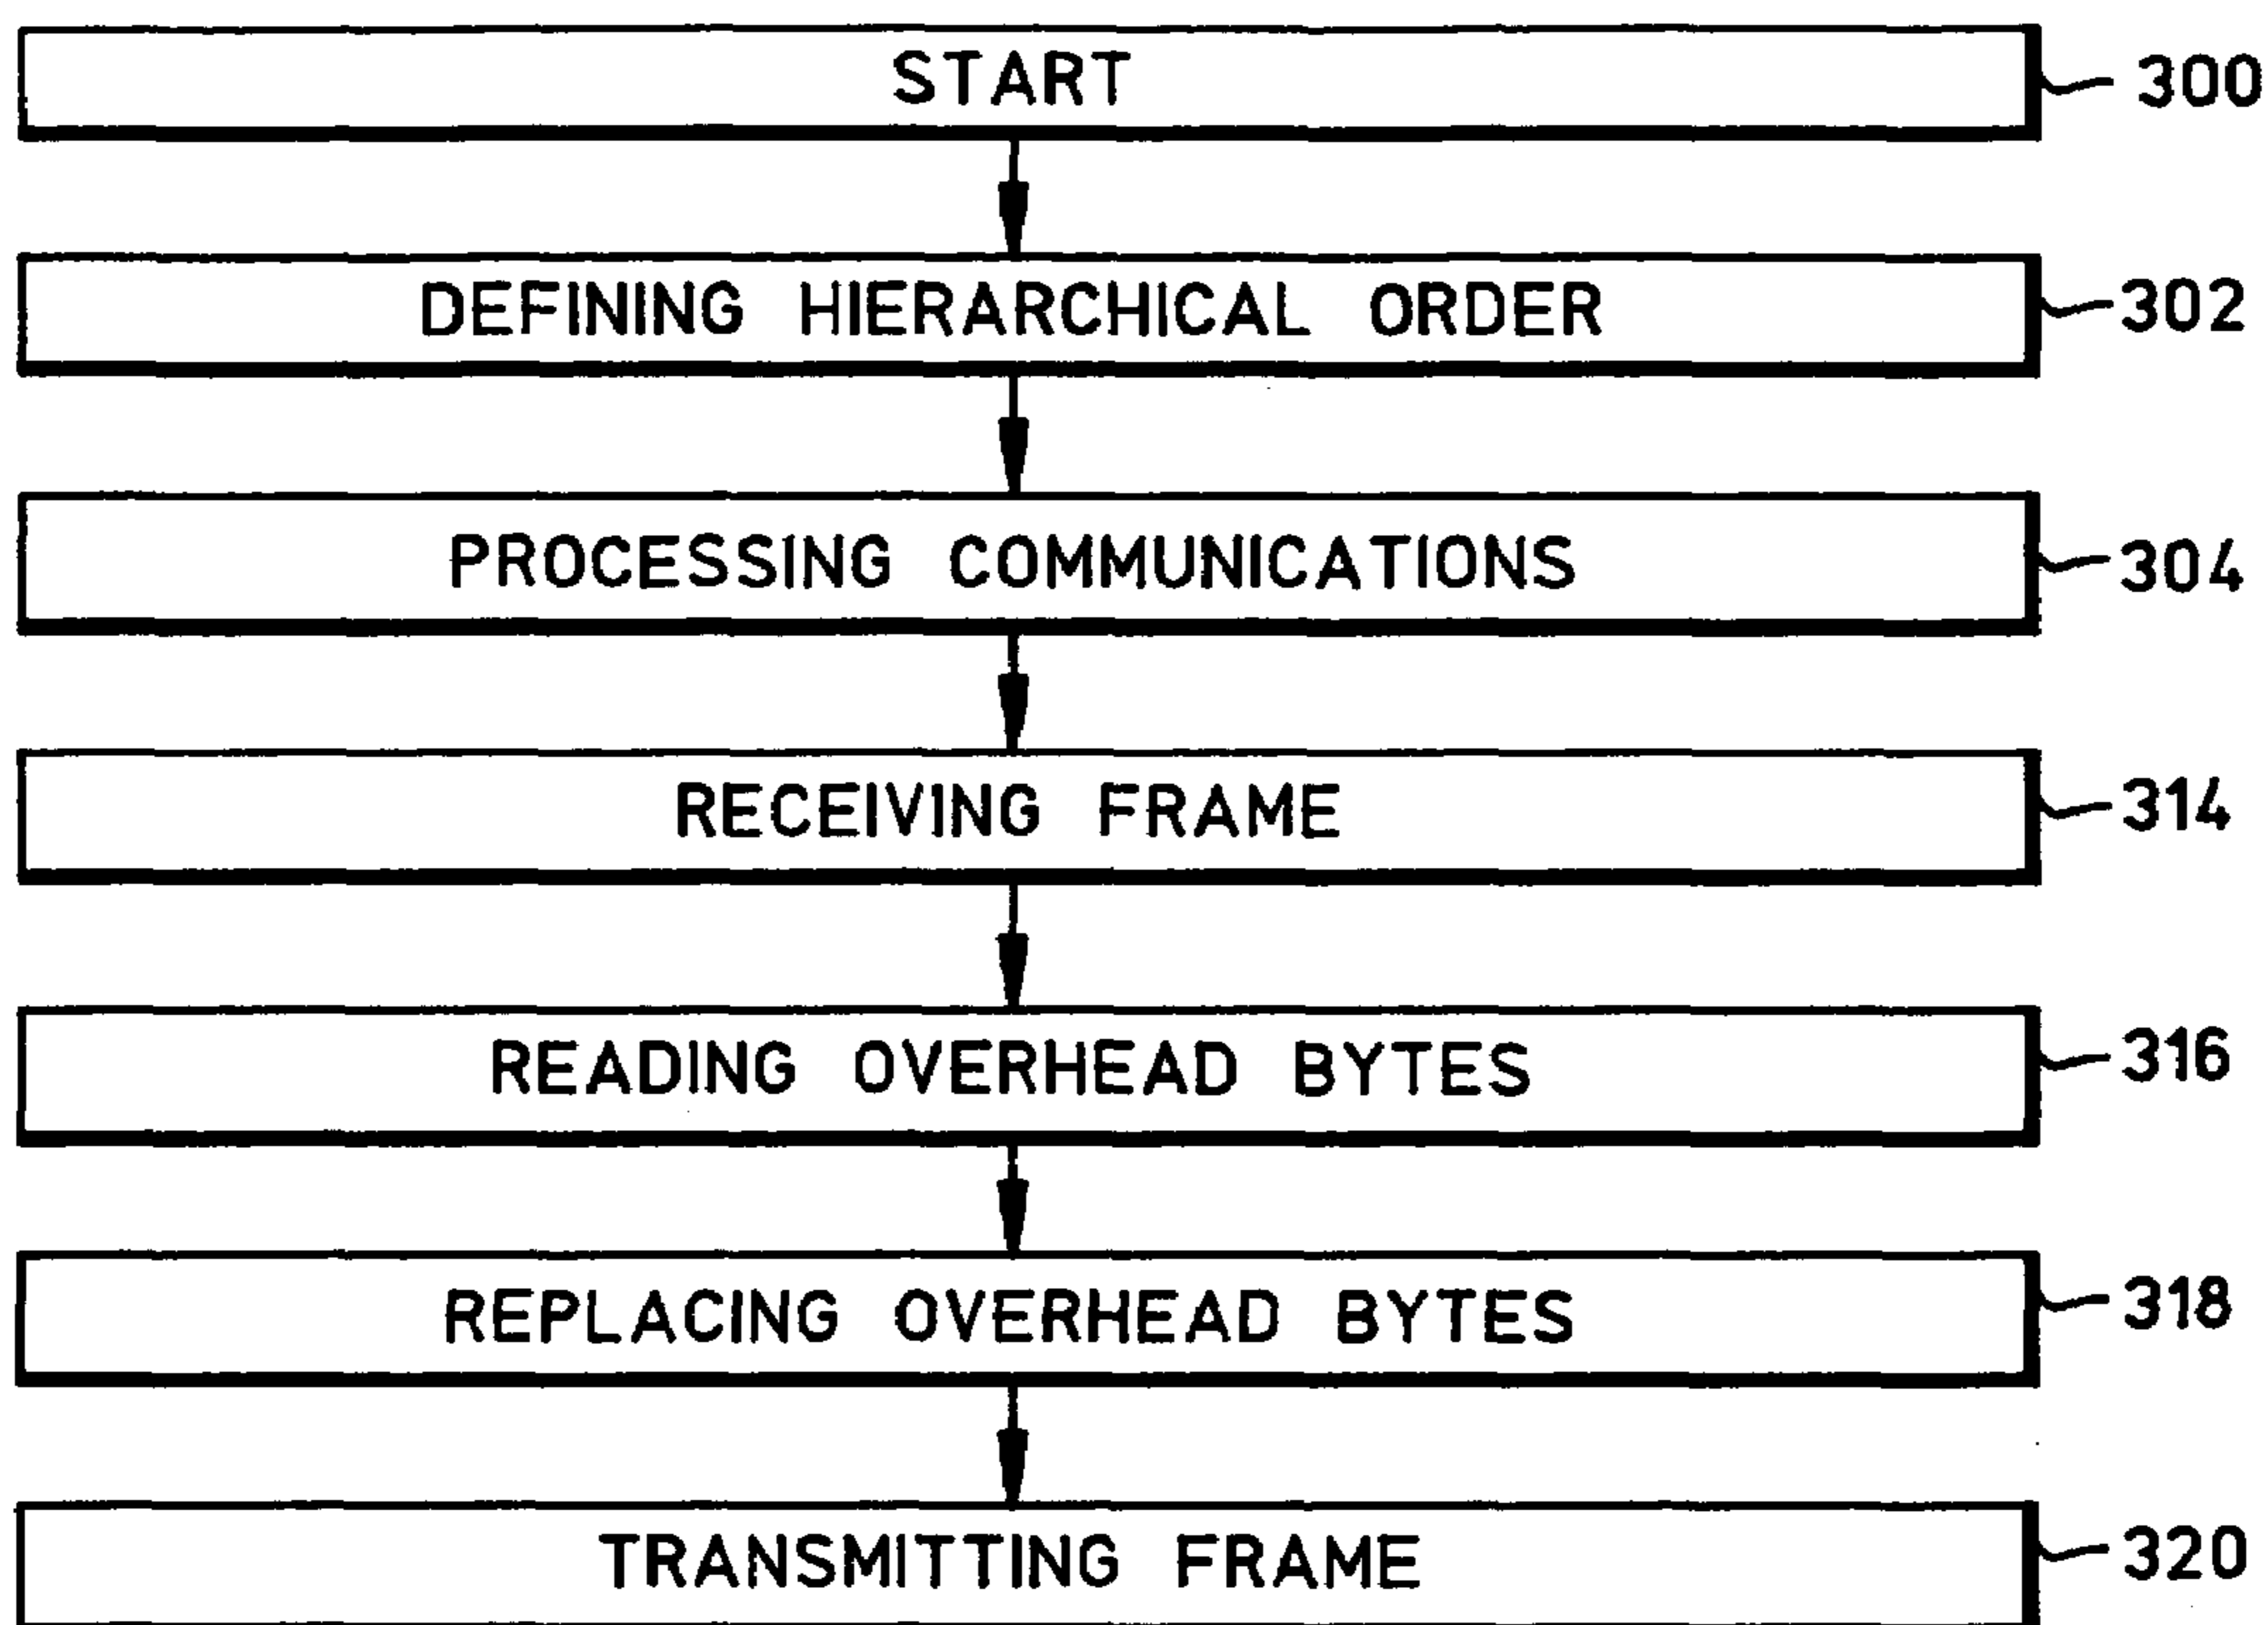 START 300
DEFINING HIERARCHICAL ORDER 302
PROCESSING COMMUNICATIONS 304
RECEIVING FRAME 314
READING OVERHEAD BYTES 316
REPLACING OVERHEAD BYTES 318
TRANSMITTING FRAME 320